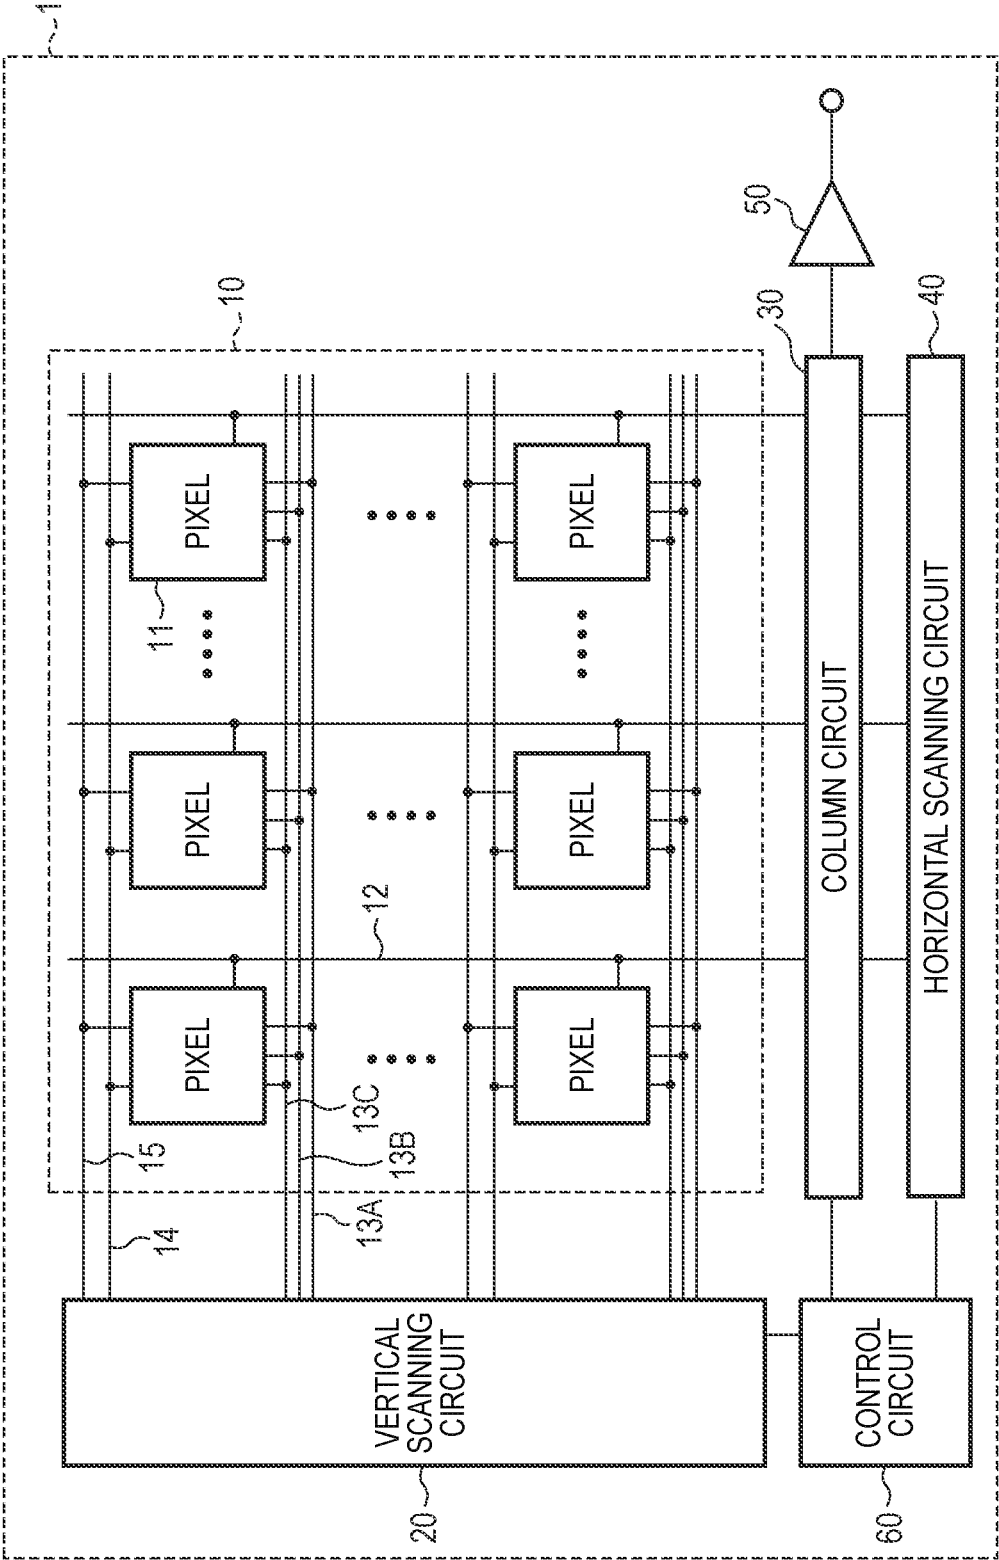 1
10
15
14
11
PIXEL
PIXEL
PIXEL
13C
13B
13A
12
PIXEL
PIXEL
PIXEL
VERTICAL
SCANNING
CIRCUIT
20
50
30
COLUMN CIRCUIT
40
HORIZONTAL SCANNING CIRCUIT
CONTROL
CIRCUIT
60